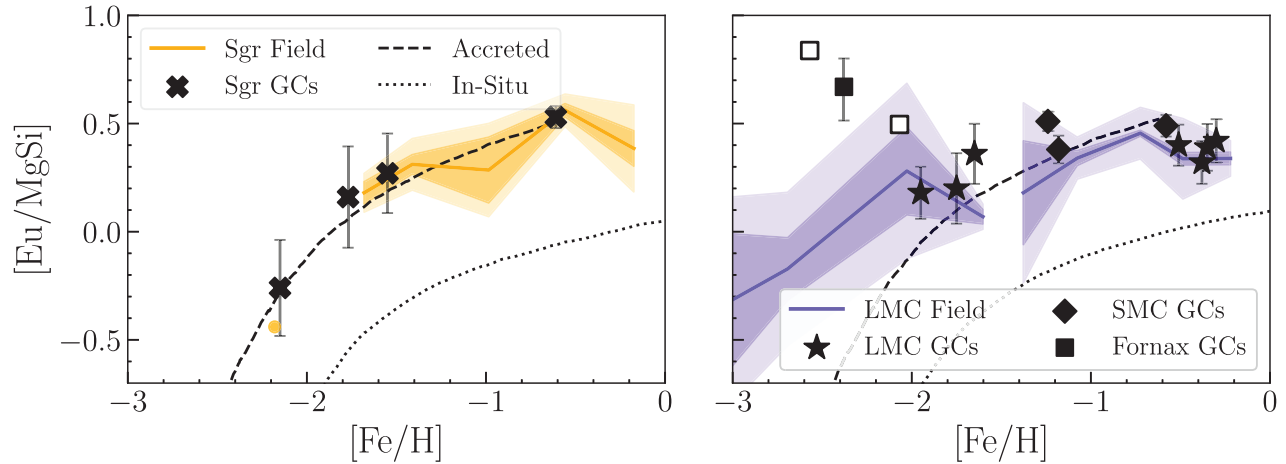 1.0
0.5
0.0
−0.5
[Eu/MgSi]
Sgr Field
Sgr GCs
Accreted
In-Situ
−3 −2 −1 0
[Fe/H]
LMC Field
LMC GCs
SMC GCs
Fornax GCs
−3 −2 −1 0
[Fe/H]